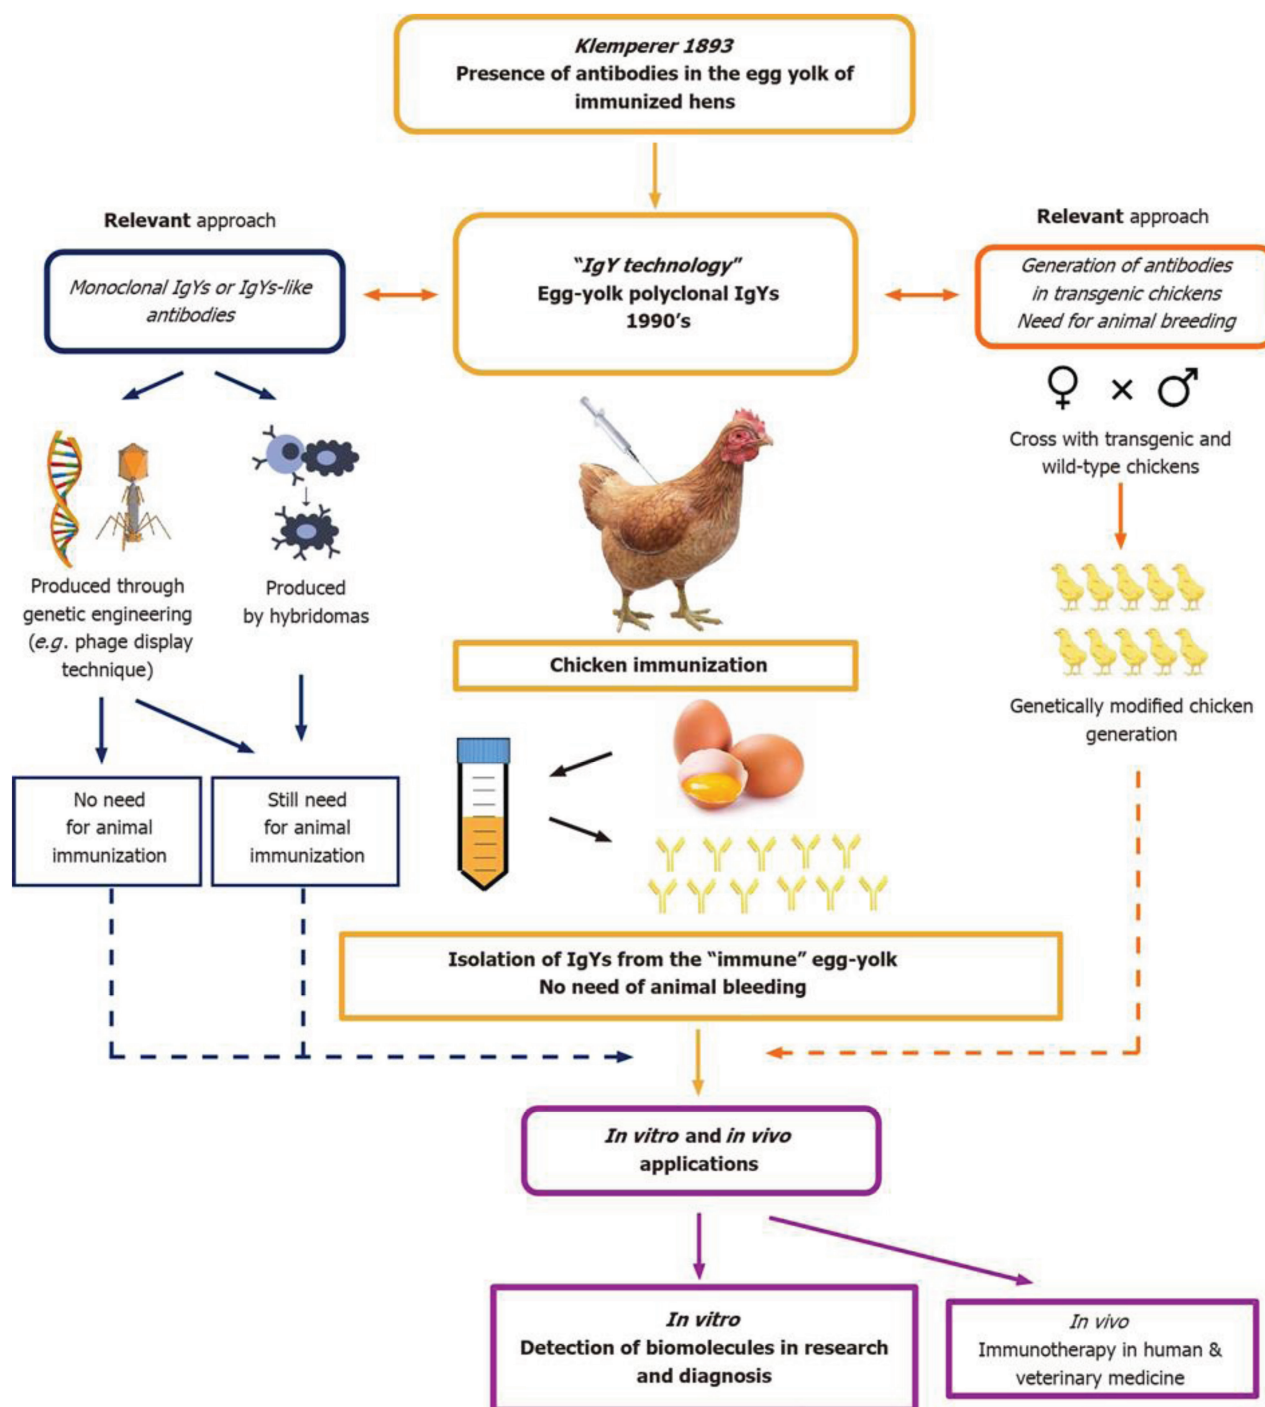 Klemperer 1893
Presence of antibodies in the egg yolk of
immunized hens
Relevant approach
Monoclonal IgYs or IgYs-like
antibodies
"IgY technology"
Egg-yolk polyclonal IgYs
1990's
Relevant approach
Generation of antibodies
in transgenic chickens
Need for animal breeding
Produced through
genetic engineering
(e.g. phage display
technique)
Produced
by hybridomas
Cross with transgenic and
wild-type chickens
Chicken immunization
Genetically modified chicken
generation
No need
for animal
immunization
Still need
for animal
immunization
Isolation of IgYs from the "immune" egg-yolk
No need of animal bleeding
In vitro and in vivo
applications
In vitro
Detection of biomolecules in research
and diagnosis
In vivo
Immunotherapy in human &
veterinary medicine